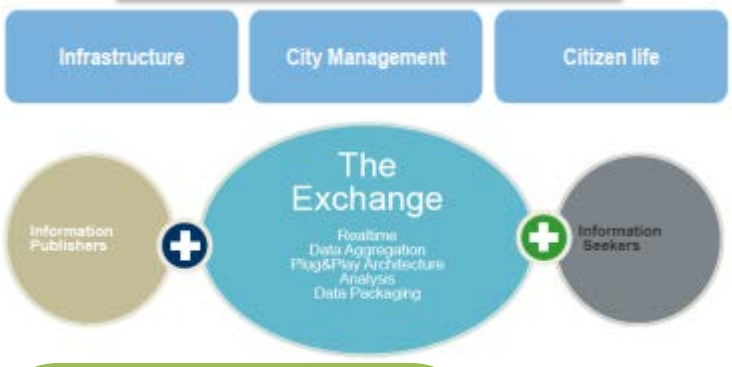 Infrastructure
City Management
Citizen life
The
Exchange
Realtime
Data Aggregation
Plug&Play Architecture
Analysis
Data Packaging
Information
Publishers
Information
Seekers